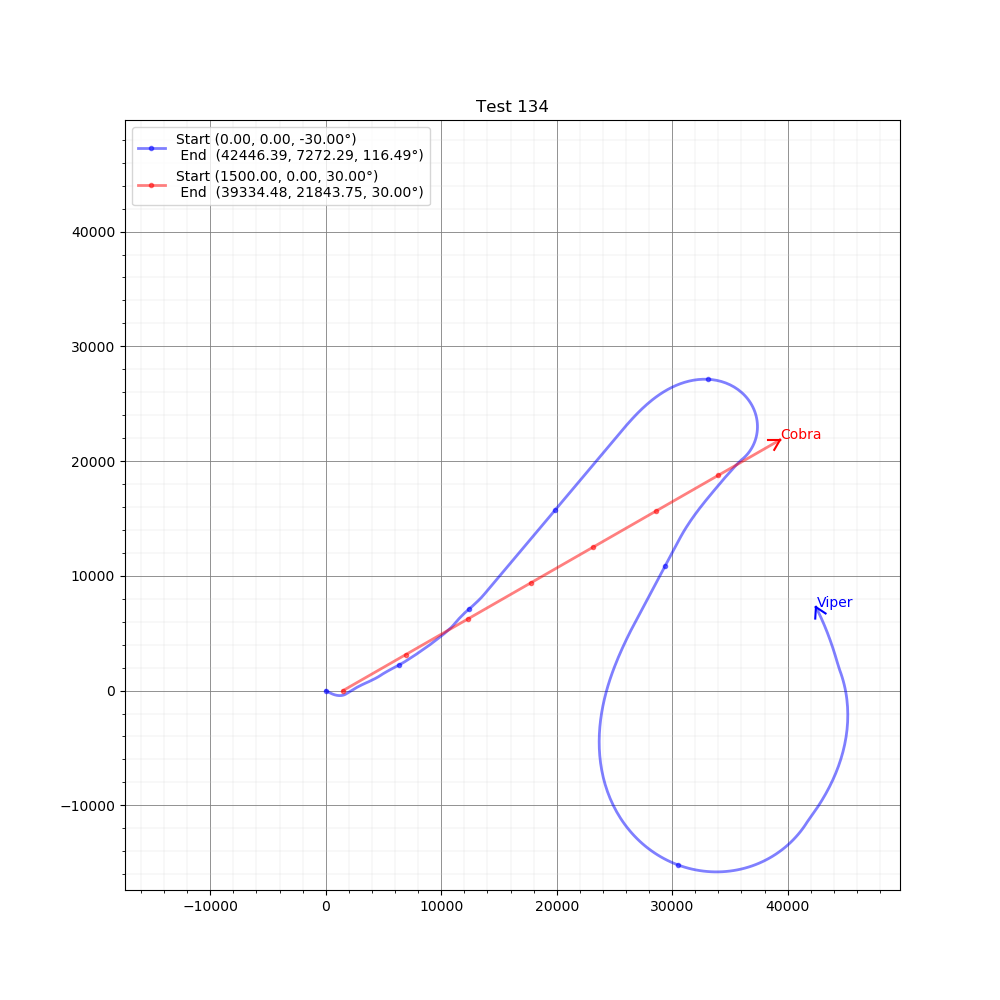 Test 134
Start (0.00, 0.00, -30.00°)
End (42446.39, 7272.29, 116.49°)
Start (1500.00, 0.00, 30.00°)
End (39334.48, 21843.75, 30.00°)
40000
30000
20000
10000
0
−10000
Cobra
Viper
−10000 0 10000 20000 30000 40000